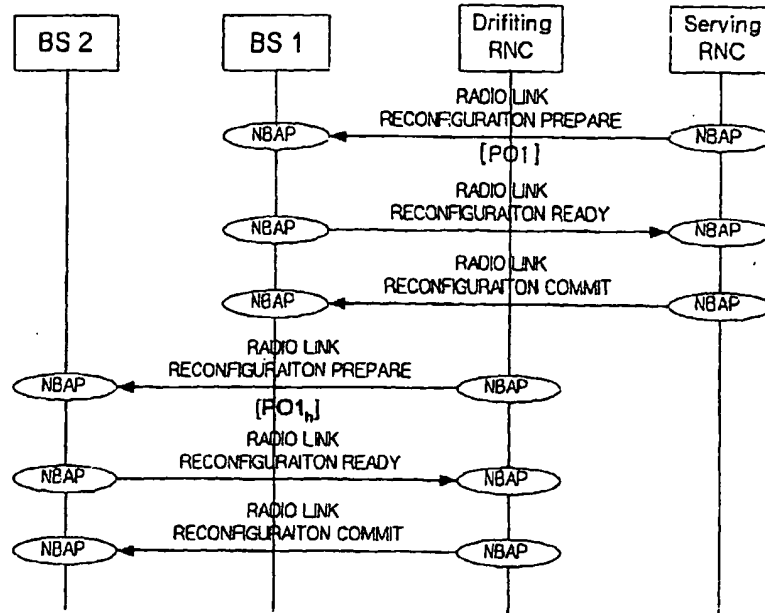 BS 2
BS 1
Drifiting
RNC
Serving
RNC
RADIO LINK
RECONFIGURAITON PREPARE
NBAP
NBAP
[PO1]
RADIO LINK
RECONFIGURAITON READY
NBAP
NBAP
RADIO LINK
RECONFIGURAITON COMMIT
NBAP
NBAP
RADIO LINK
RECONFIGURAITON PREPARE
NBAP
NBAP
[PO1h]
RADIO LINK
RECONFIGURAITON READY
NBAP
NBAP
RADIO LINK
RECONFIGURAITON COMMIT
NBAP
NBAP